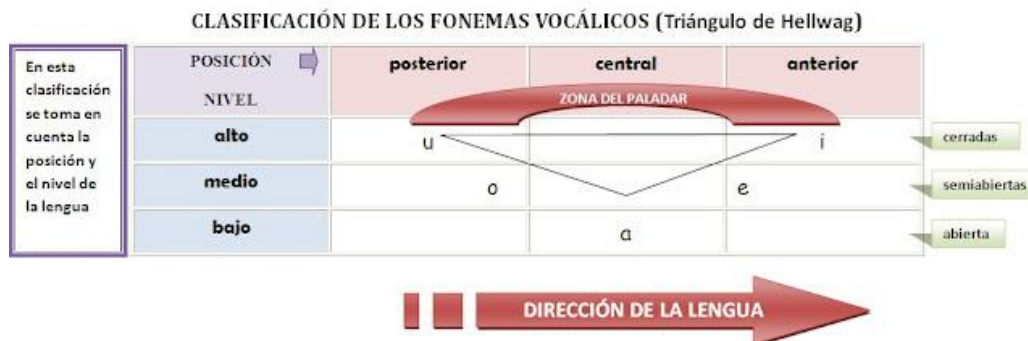 CLASIFICACIÓN DE LOS FONEMAS VOCÁLICOS (Triángulo de Hellwag)
En esta
clasificación
se toma en
cuenta la
posición y
el nivel de
la lengua
POSICIÓN
NIVEL
posterior central anterior
ZONA DEL PALADAR
alto u i cerradas
medio o e semiabiertas
bajo a abierta
DIRECCIÓN DE LA LENGUA